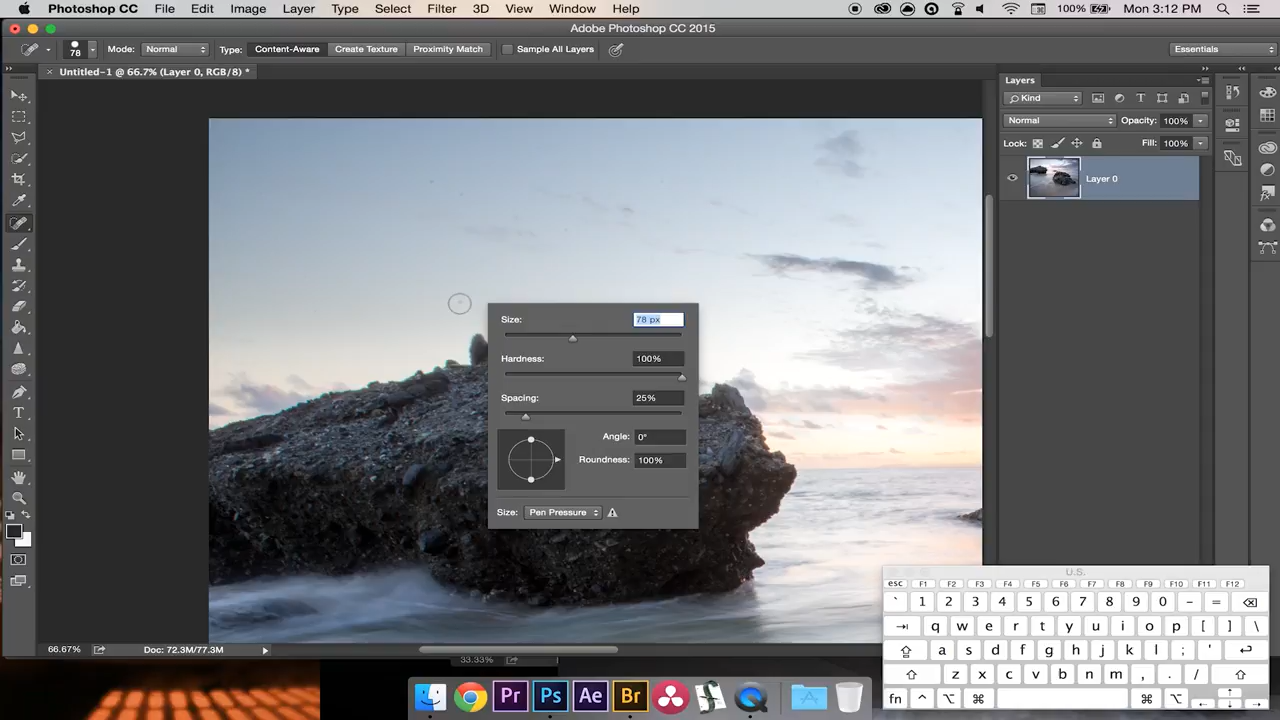 Photoshop CC File Edit Image Layer Type Select Filter 3D View Window Help 100% Mon 3:12 PM
Adobe Photoshop CC 2015
78 Mode: Normal Type: Content-Aware Create Texture Proximity Match Sample All Layers Essentials
Untitled-1 @ 66.7% (Layer 0, RGB/8) *
Layers
Kind
Normal Opacity: 100%
Lock: Fill: 100%
Layer 0
Size: 78 px
Hardness: 100%
Spacing: 25%
Angle: 0°
Roundness: 100%
Size: Pen Pressure
66.67% Doc: 72.3M/77.3M
33.33%
U.S.
esc F1 F2 F3 F4 F5 F6 F7 F8 F9 F10 F11 F12
` 1 2 3 4 5 6 7 8 9 0 - =
q w e r t y u i o p [ ] \
a s d f g h j k l ; '
z x c v b n m , . /
fn ^ ⌥ ⌘ ⌘ ⌥
Pr Ps Ae Br